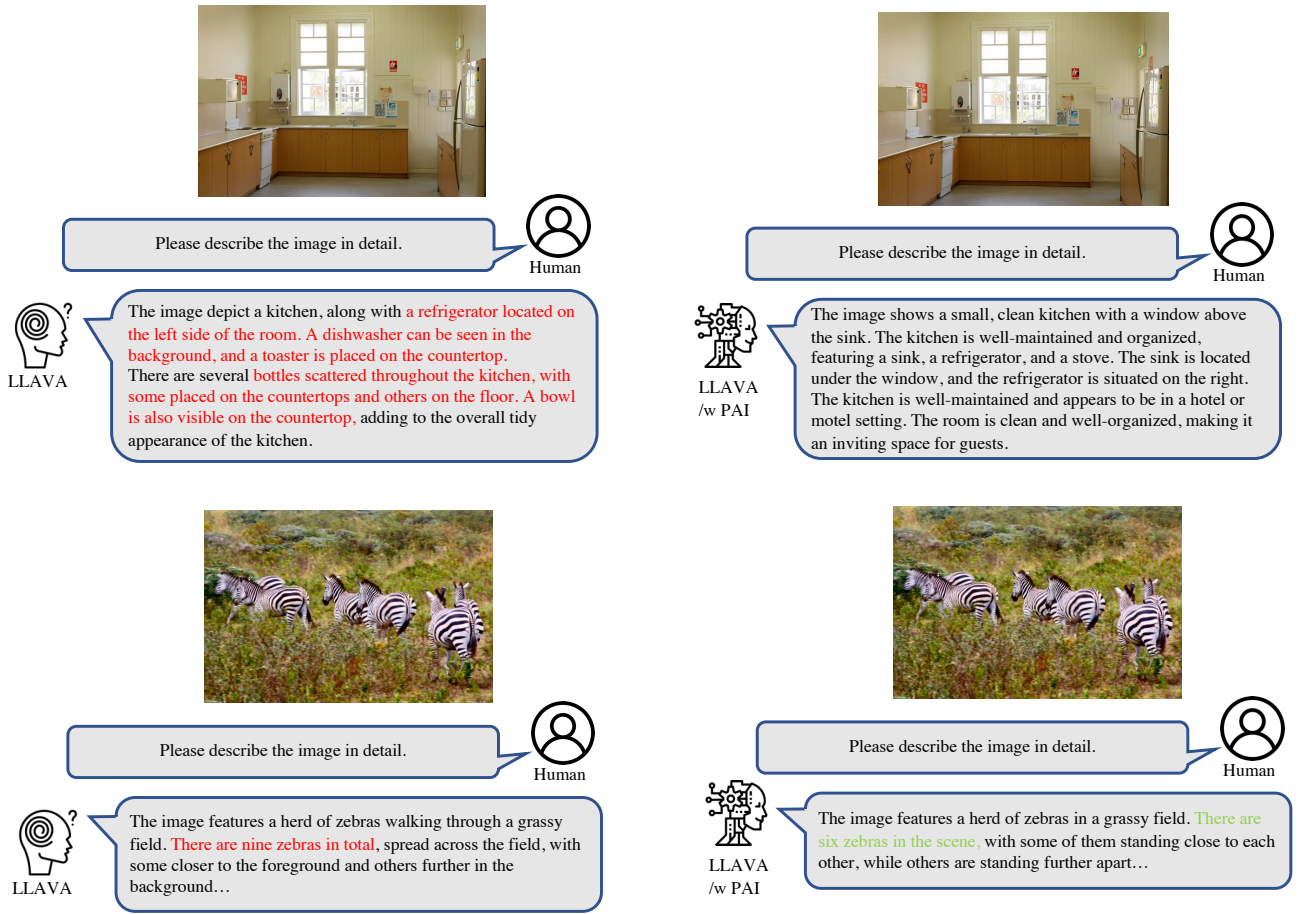 Please describe the image in detail.
Human
LLAVA
The image depict a kitchen, along with a refrigerator located on
the left side of the room. A dishwasher can be seen in the
background, and a toaster is placed on the countertop.
There are several bottles scattered throughout the kitchen, with
some placed on the countertops and others on the floor. A bowl
is also visible on the countertop, adding to the overall tidy
appearance of the kitchen.
Please describe the image in detail.
Human
LLAVA
/w PAI
The image shows a small, clean kitchen with a window above
the sink. The kitchen is well-maintained and organized,
featuring a sink, a refrigerator, and a stove. The sink is located
under the window, and the refrigerator is situated on the right.
The kitchen is well-maintained and appears to be in a hotel or
motel setting. The room is clean and well-organized, making it
an inviting space for guests.
Please describe the image in detail.
Human
LLAVA
The image features a herd of zebras walking through a grassy
field. There are nine zebras in total, spread across the field, with
some closer to the foreground and others further in the
background…
Please describe the image in detail.
Human
LLAVA
/w PAI
The image features a herd of zebras in a grassy field. There are
six zebras in the scene, with some of them standing close to each
other, while others are standing further apart…